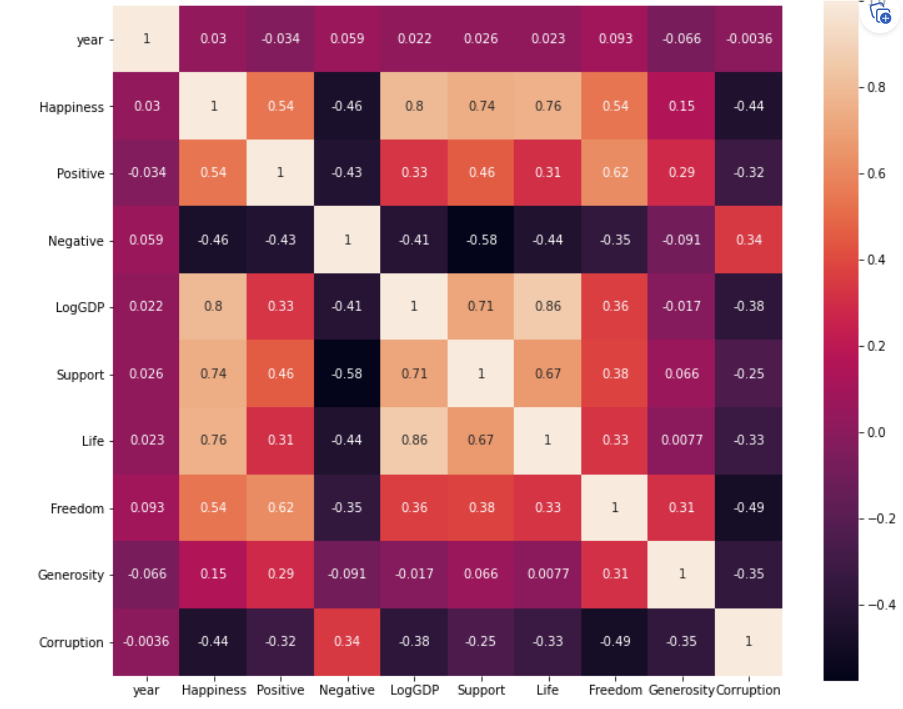 year 1 0.03 -0.034 0.059 0.022 0.026 0.023 0.093 -0.066 -0.0036
0.8
Happiness 0.03 1 0.54 -0.46 0.8 0.74 0.76 0.54 0.15 -0.44
Positive -0.034 0.54 1 -0.43 0.33 0.46 0.31 0.62 0.29 -0.32
0.6
Negative 0.059 -0.46 -0.43 1 -0.41 -0.58 -0.44 -0.35 -0.091 0.34
0.4
LogGDP 0.022 0.8 0.33 -0.41 1 0.71 0.86 0.36 -0.017 -0.38
0.2
Support 0.026 0.74 0.46 -0.58 0.71 1 0.67 0.38 0.066 -0.25
0.0
Life 0.023 0.76 0.31 -0.44 0.86 0.67 1 0.33 0.0077 -0.33
Freedom 0.093 0.54 0.62 -0.35 0.36 0.38 0.33 1 0.31 -0.49
−0.2
Generosity -0.066 0.15 0.29 -0.091 -0.017 0.066 0.0077 0.31 1 -0.35
−0.4
Corruption -0.0036 -0.44 -0.32 0.34 -0.38 -0.25 -0.33 -0.49 -0.35 1
year Happiness Positive Negative LogGDP Support Life Freedom Generosity Corruption